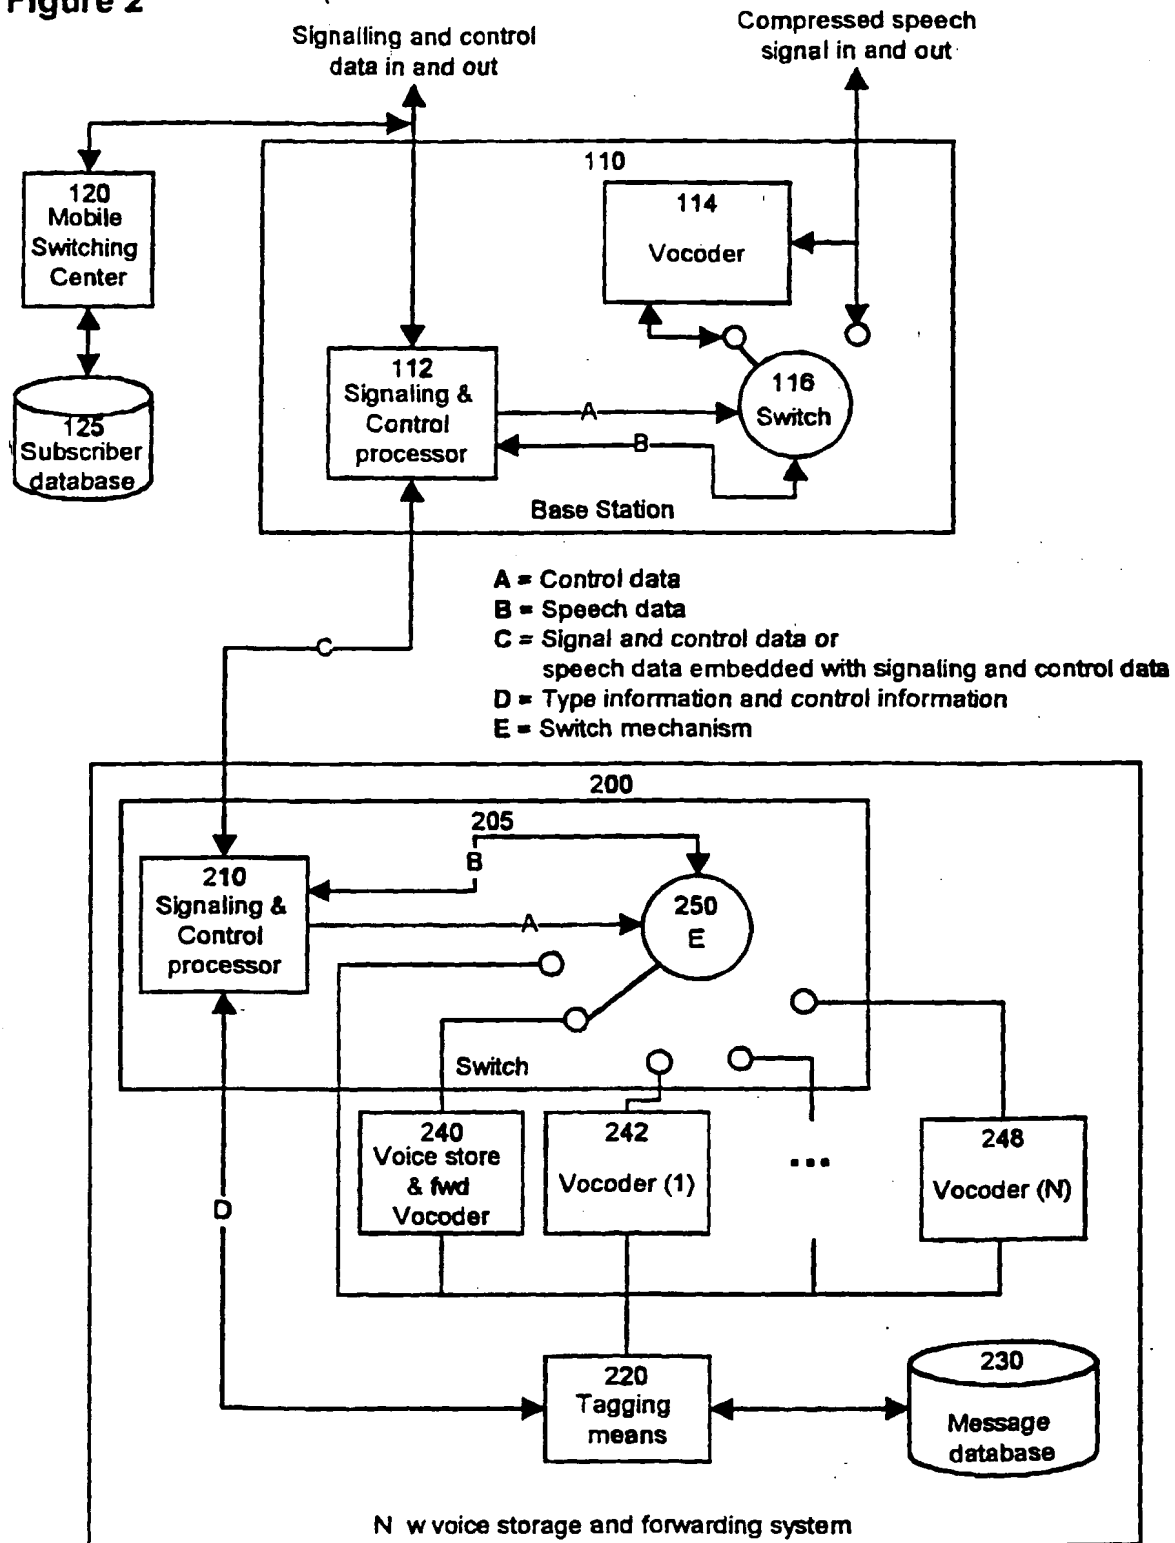 Figure 2
Signalling and control
data in and out
Compressed speech
signal in and out
110
120
Mobile
Switching
Center
114
Vocoder
112
Signaling &
Control
processor
116
Switch
A
B
125
Subscriber
database
Base Station
A = Control data
B = Speech data
C = Signal and control data or
speech data embedded with signaling and control data
D = Type information and control information
E = Switch mechanism
C
200
205
B
210
Signaling &
Control
processor
A
250
E
Switch
240
Voice store
& fwd
Vocoder
242
Vocoder (1)
...
248
Vocoder (N)
D
220
Tagging
means
230
Message
database
N w voice storage and forwarding system